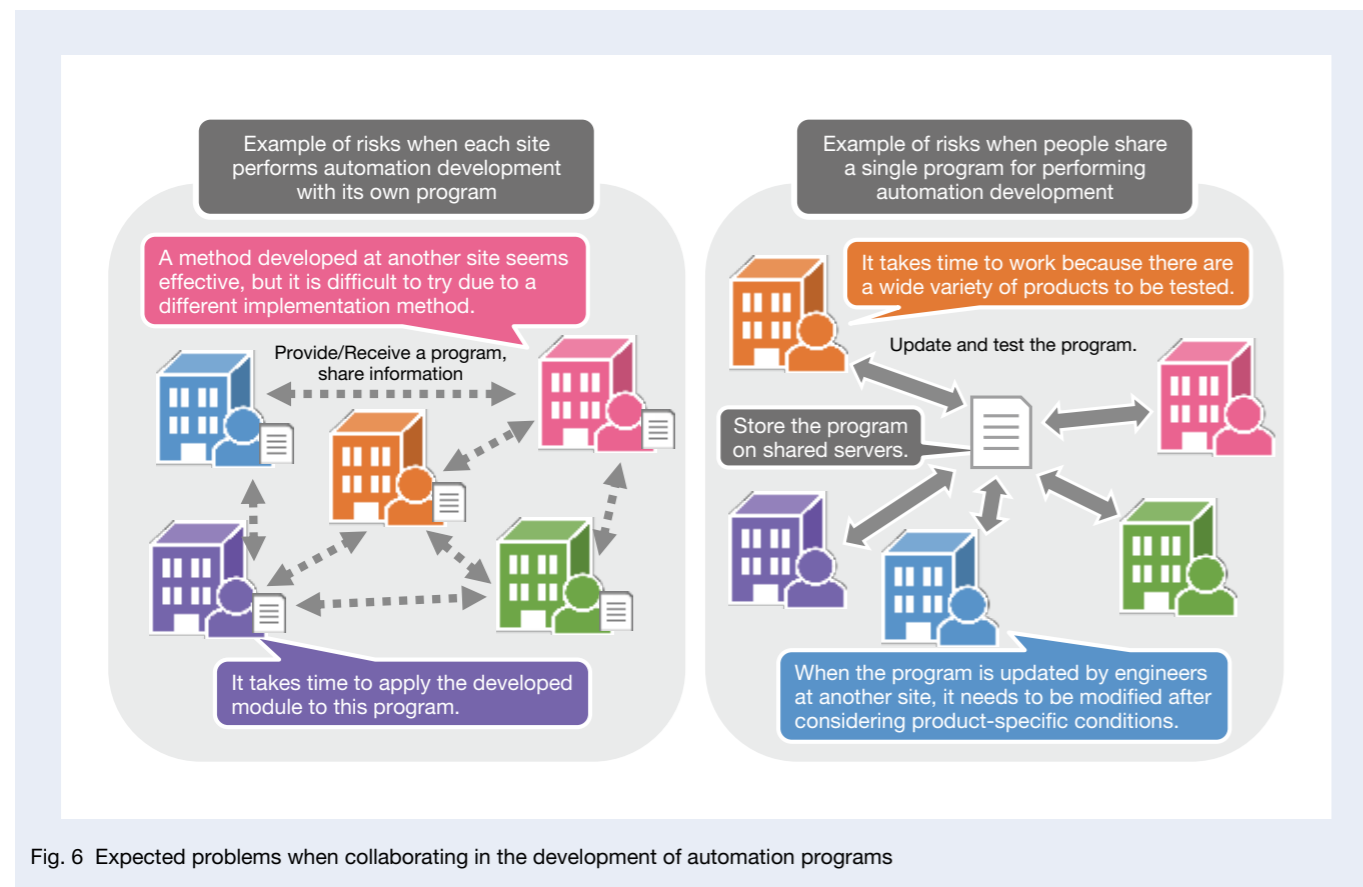 Example of risks when each site
performs automation development
with its own program
A method developed at another site seems
effective, but it is difficult to try due to a
different implementation method.
Provide/Receive a program,
share information
It takes time to apply the developed
module to this program.
Example of risks when people share
a single program for performing
automation development
It takes time to work because there are
a wide variety of products to be tested.
Update and test the program.
Store the program
on shared servers.
When the program is updated by engineers
at another site, it needs to be modified after
considering product-specific conditions.
Fig. 6 Expected problems when collaborating in the development of automation programs